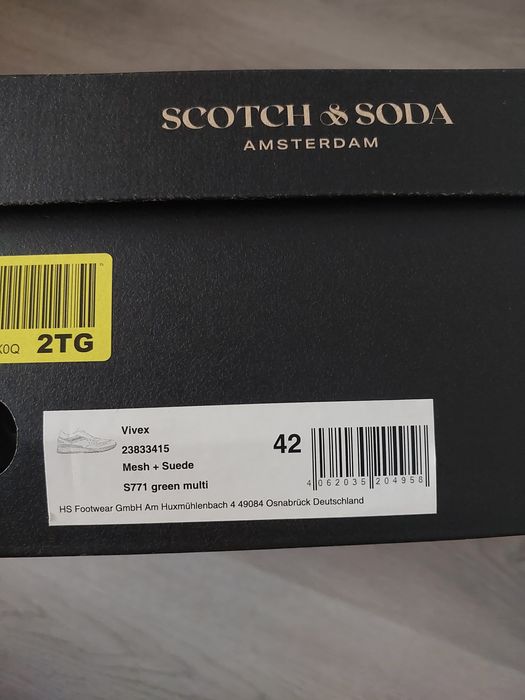 SCOTCH & SODA
AMSTERDAM
X0Q 2TG
Vivex
23833415
Mesh + Suede
S771 green multi
42
4 062035 204958
HS Footwear GmbH Am Huxmühlenbach 4 49084 Osnabrück Deutschland